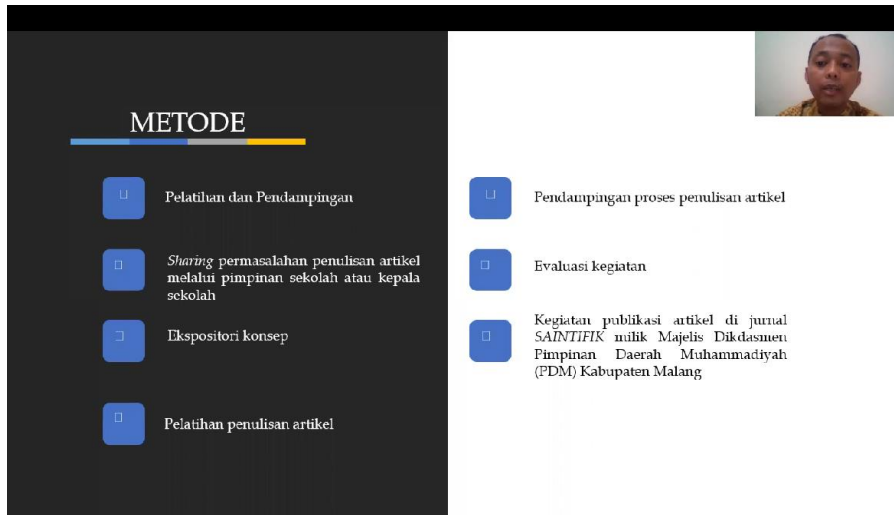 METODE
Pelatihan dan Pendampingan
Sharing permasalahan penulisan artikel
melalui pimpinan sekolah atau kepala
sekolah
Ekspositori konsep
Pelatihan penulisan artikel
Pendampingan proses penulisan artikel
Evaluasi kegiatan
Kegiatan publikasi artikel di jurnal
SAINTIFIK milik Majelis Dikdasmen
Pimpinan Daerah Muhammadiyah
(PDM) Kabupaten Malang